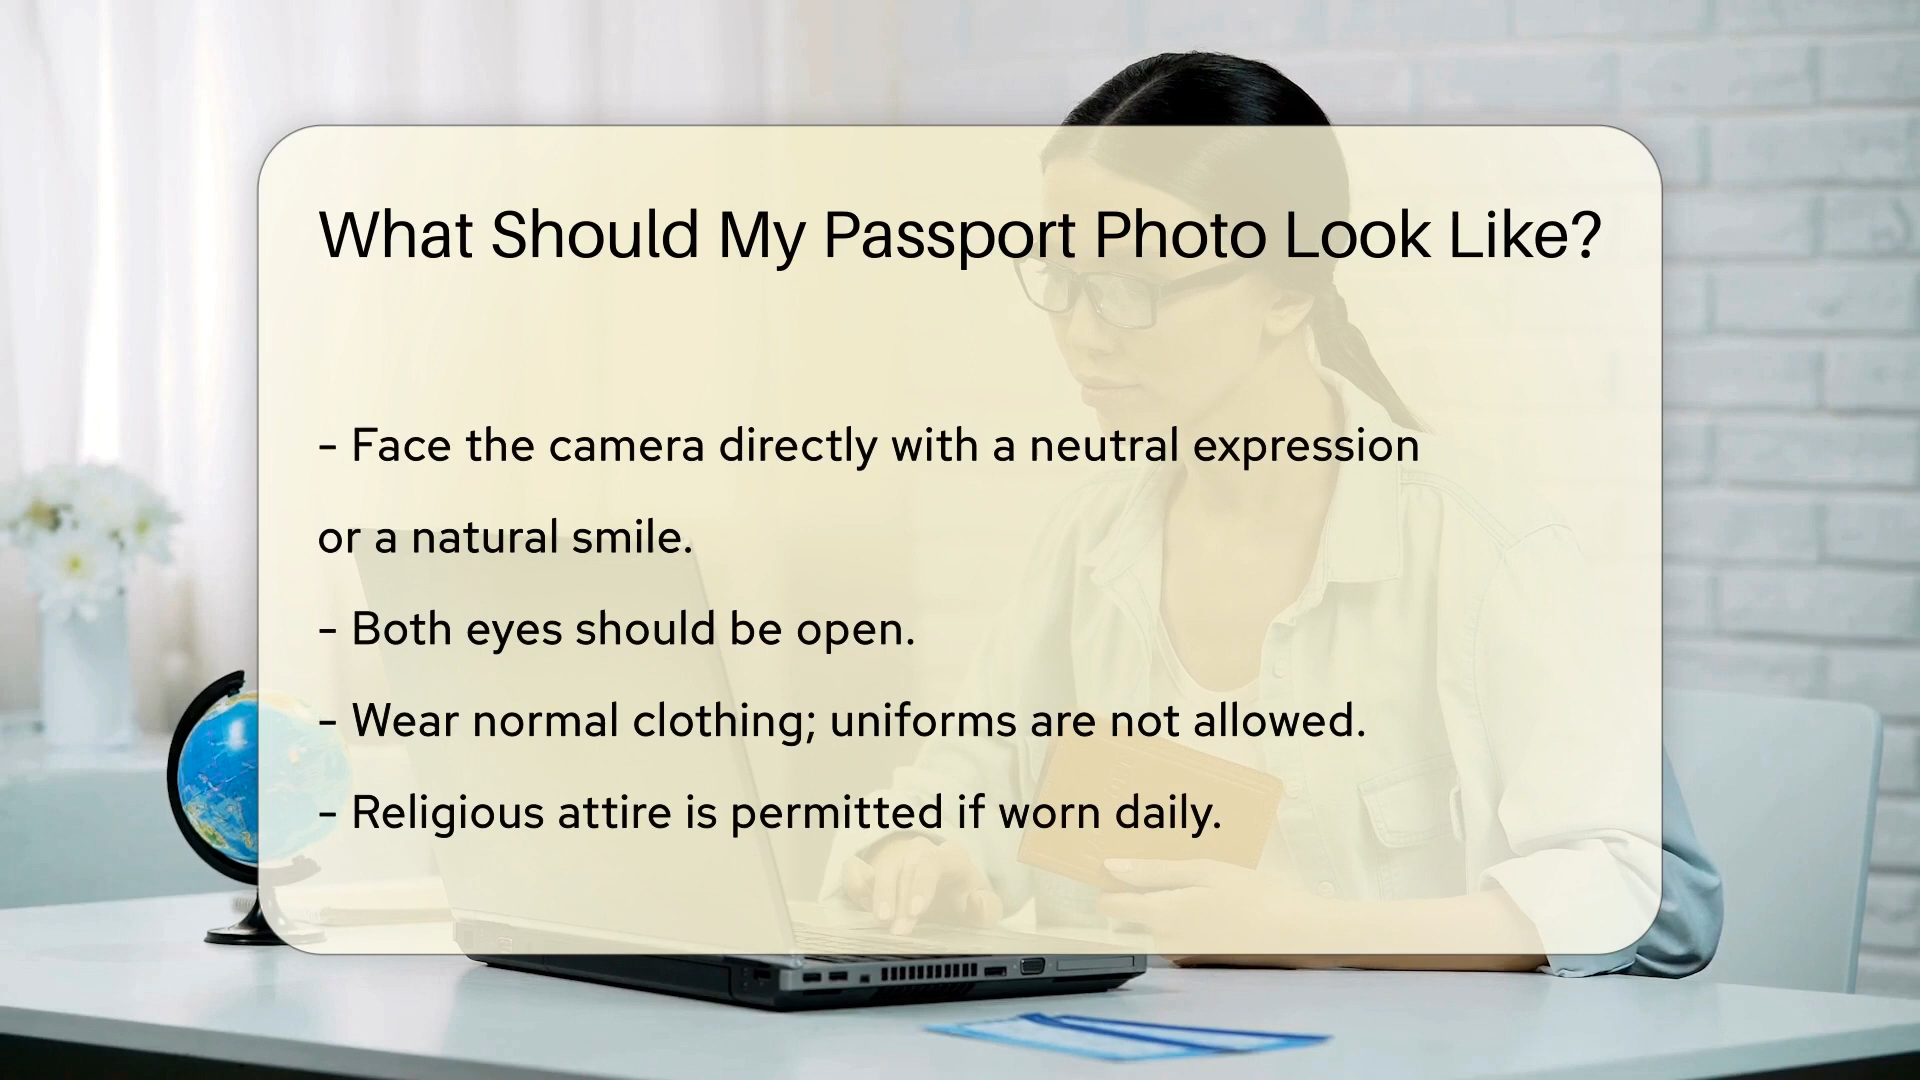 What Should My Passport Photo Look Like?
- Face the camera directly with a neutral expression
or a natural smile.
- Both eyes should be open.
- Wear normal clothing; uniforms are not allowed.
- Religious attire is permitted if worn daily.